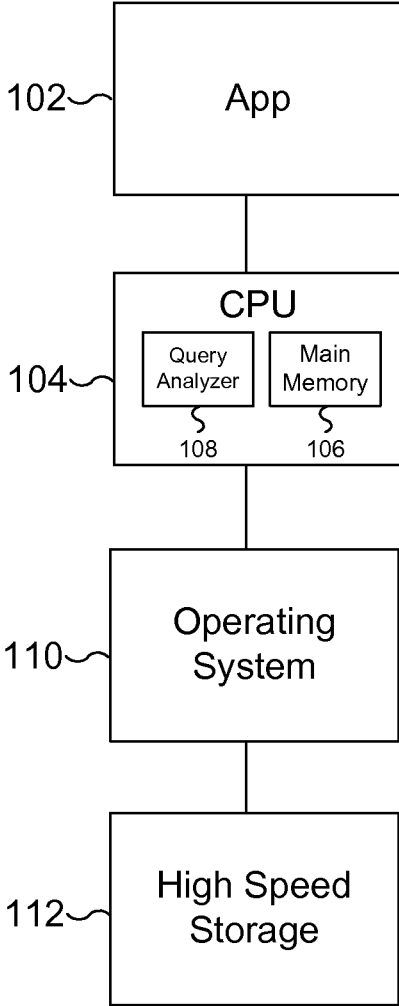 102
App
CPU
104
Query
Analyzer
Main
Memory
108
106
110
Operating
System
112
High Speed
Storage